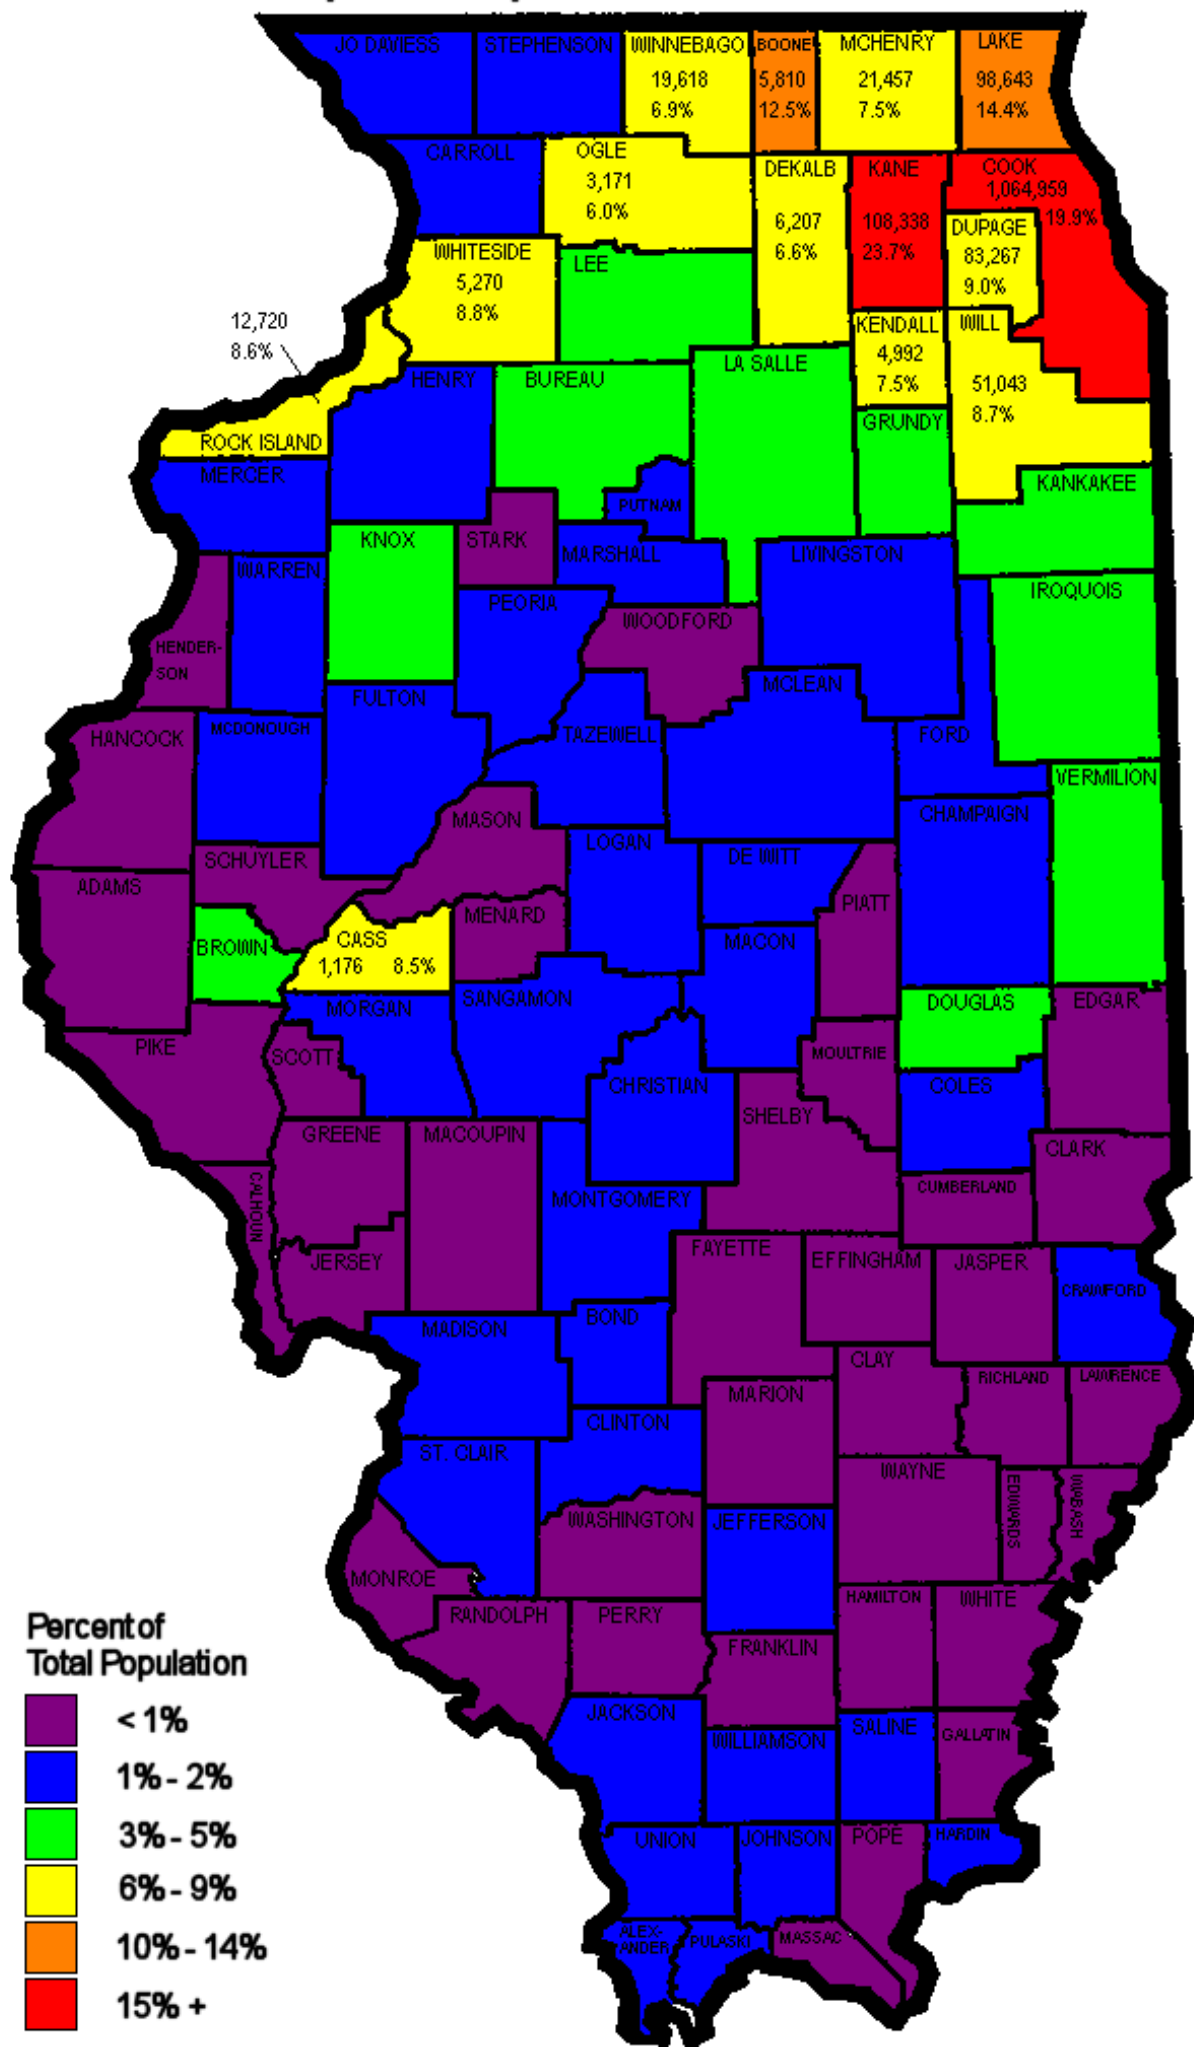 JO DAVIESS
STEPHENSON
WINNEBAGO
19,618
6.9%
BOONE
5,810
12.5%
MCHENRY
21,457
7.5%
LAKE
98,643
14.4%
CARROLL
OGLE
3,171
6.0%
DEKALB
6,207
6.6%
KANE
108,338
23.7%
COOK
1,064,959
19.9%
DUPAGE
83,267
9.0%
WHITESIDE
5,270
8.8%
LEE
12,720
8.6%
ROCK ISLAND
HENRY
BUREAU
LA SALLE
KENDALL
4,992
7.5%
WILL
51,043
8.7%
GRUNDY
KANKAKEE
MERCER
PUTNAM
KNOX
STARK
MARSHALL
LIVINGSTON
WARREN
IROQUOIS
PEORIA
WOODFORD
HENDER-
SON
FULTON
MCLEAN
HANCOCK
MCDONOUGH
TAZEWELL
FORD
VERMILION
MASON
CHAMPAIGN
LOGAN
DE WITT
SCHUYLER
ADAMS
PIATT
MENARD
BROWN
CASS
1,176 8.5%
MACON
SANGAMON
MORGAN
DOUGLAS
EDGAR
PIKE
SCOTT
MOULTRIE
CHRISTIAN
COLES
SHELBY
GREENE
MACOUPIN
CLARK
CALHOUN
MONTGOMERY
CUMBERLAND
JERSEY
FAYETTE
EFFINGHAM
JASPER
CRAWFORD
MADISON
BOND
CLAY
RICHLAND
LAWRENCE
MARION
CLINTON
ST. CLAIR
WAYNE
EDWARDS
WABASH
WASHINGTON
JEFFERSON
MONROE
RANDOLPH
PERRY
HAMILTON
WHITE
FRANKLIN
JACKSON
WILLIAMSON
SALINE
GALLATIN
UNION
JOHNSON
POPE
HARDIN
ALEX-
ANDER
PULASKI
MASSAC
Percent of
Total Population
< 1%
1% - 2%
3% - 5%
6% - 9%
10% - 14%
15% +